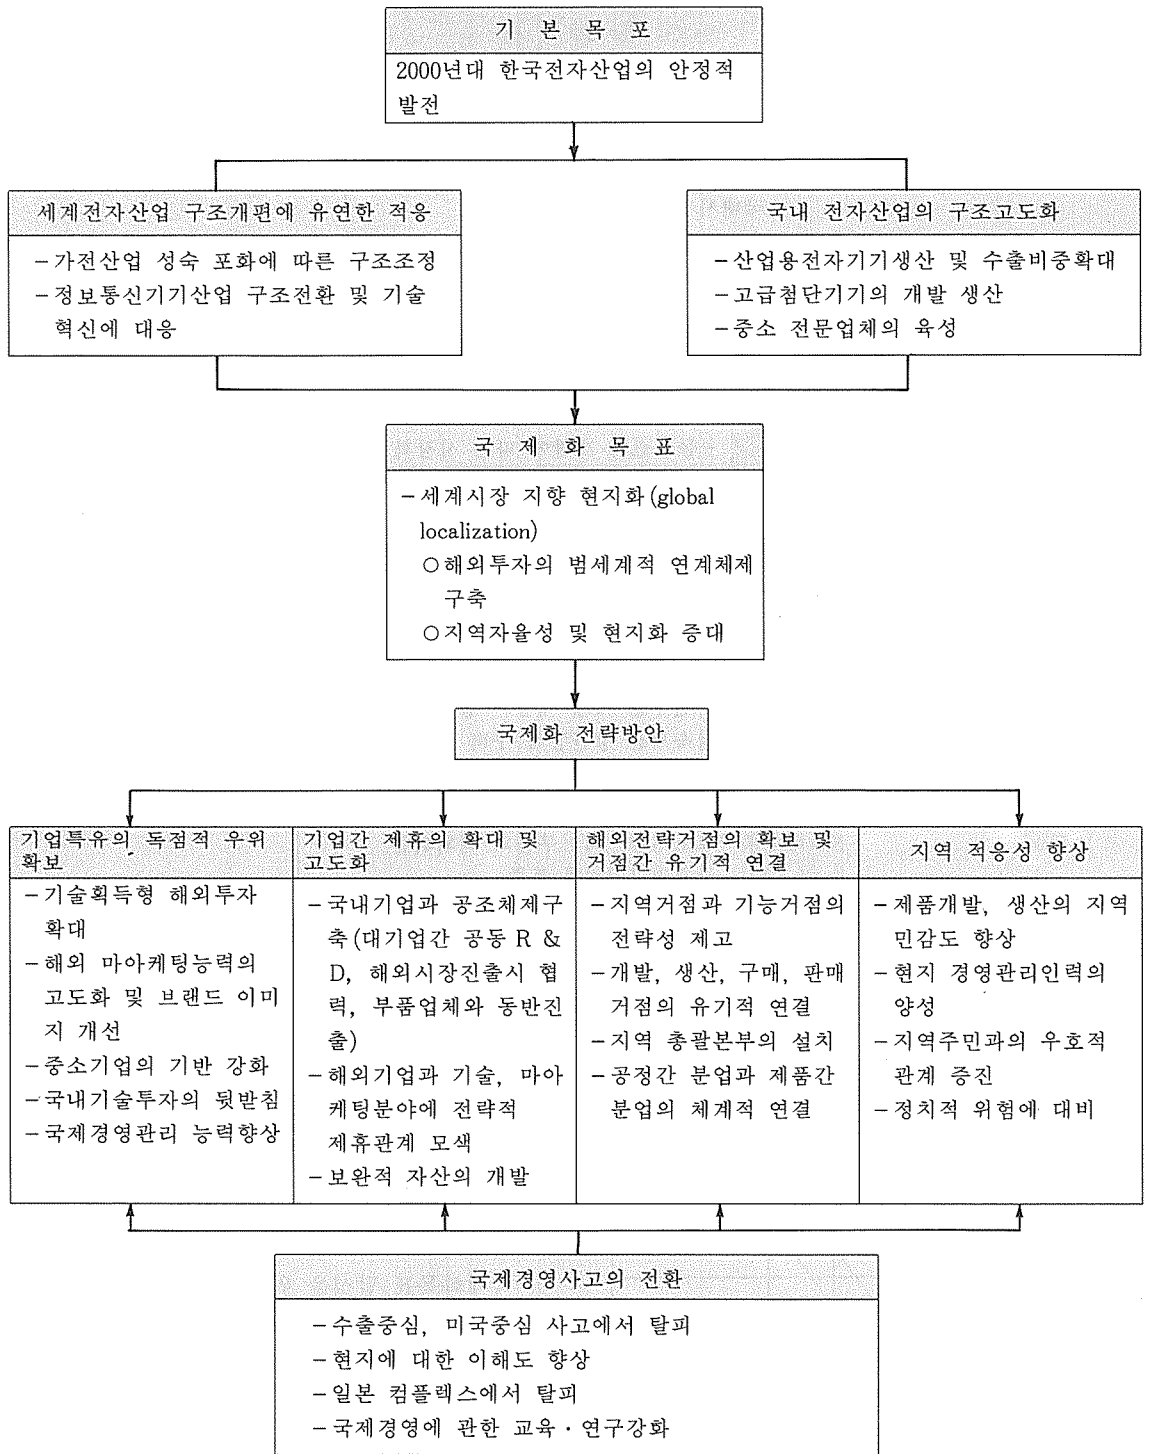 기 본 목 포
2000년대 한국전자산업의 안정적
발전
세계전자산업 구조개편에 유연한 적응
-가전산업 성숙 포화에 따른 구조조정
-정보통신기기산업 구조전환 및 기술
혁신에 대응
국내 전자산업의 구조고도화
-산업용전자기기생산 및 수출비중확대
-고급첨단기기의 개발 생산
-중소 전문업체의 육성
국 제 화 목 표
-세계시장 지향 현지화(global
localization)
○해외투자의 범세계적 연계체제
구축
○지역자율성 및 현지화 증대
국제화 전략방안
기업특유의 독점적 우위
확보
-기술획득형 해외투자
확대
-해외 마아케팅능력의
고도화 및 브랜드 이미
지 개선
-중소기업의 기반 강화
-국내기술투자의 뒷받침
-국제경영관리 능력향상
기업간 제휴의 확대 및
고도화
-국내기업과 공조체제구
축(대기업간 공동 R &
D, 해외시장진출시 협
력, 부품업체와 동반진
출)
-해외기업과 기술, 마아
케팅분야에 전략적
제휴관계 모색
-보완적 자산의 개발
해외전략거점의 확보 및
거점간 유기적 연결
-지역거점과 기능거점의
전략성 제고
-개발, 생산, 구매, 판매
거점의 유기적 연결
-지역 총괄본부의 설치
-공정간 분업과 제품간
분업의 체계적 연결
지역 적응성 향상
-제품개발, 생산의 지역
민감도 향상
-현지 경영관리인력의
양성
-지역주민과의 우호적
관계 증진
-정치적 위험에 대비
국제경영사고의 전환
-수출중심, 미국중심 사고에서 탈피
-현지에 대한 이해도 향상
-일본 컴플렉스에서 탈피
-국제경영에 관한 교육·연구강화